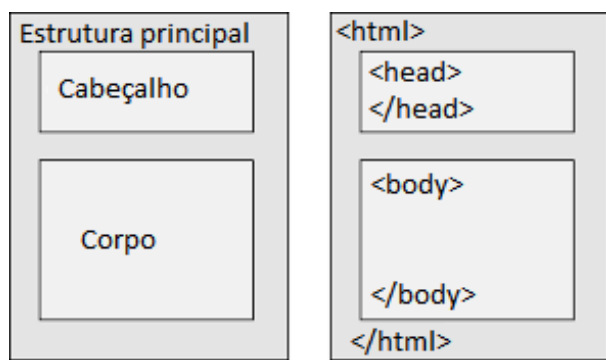 Estrutura principal
Cabeçalho
Corpo
<html>
<head>
</head>
<body>
</body>
</html>